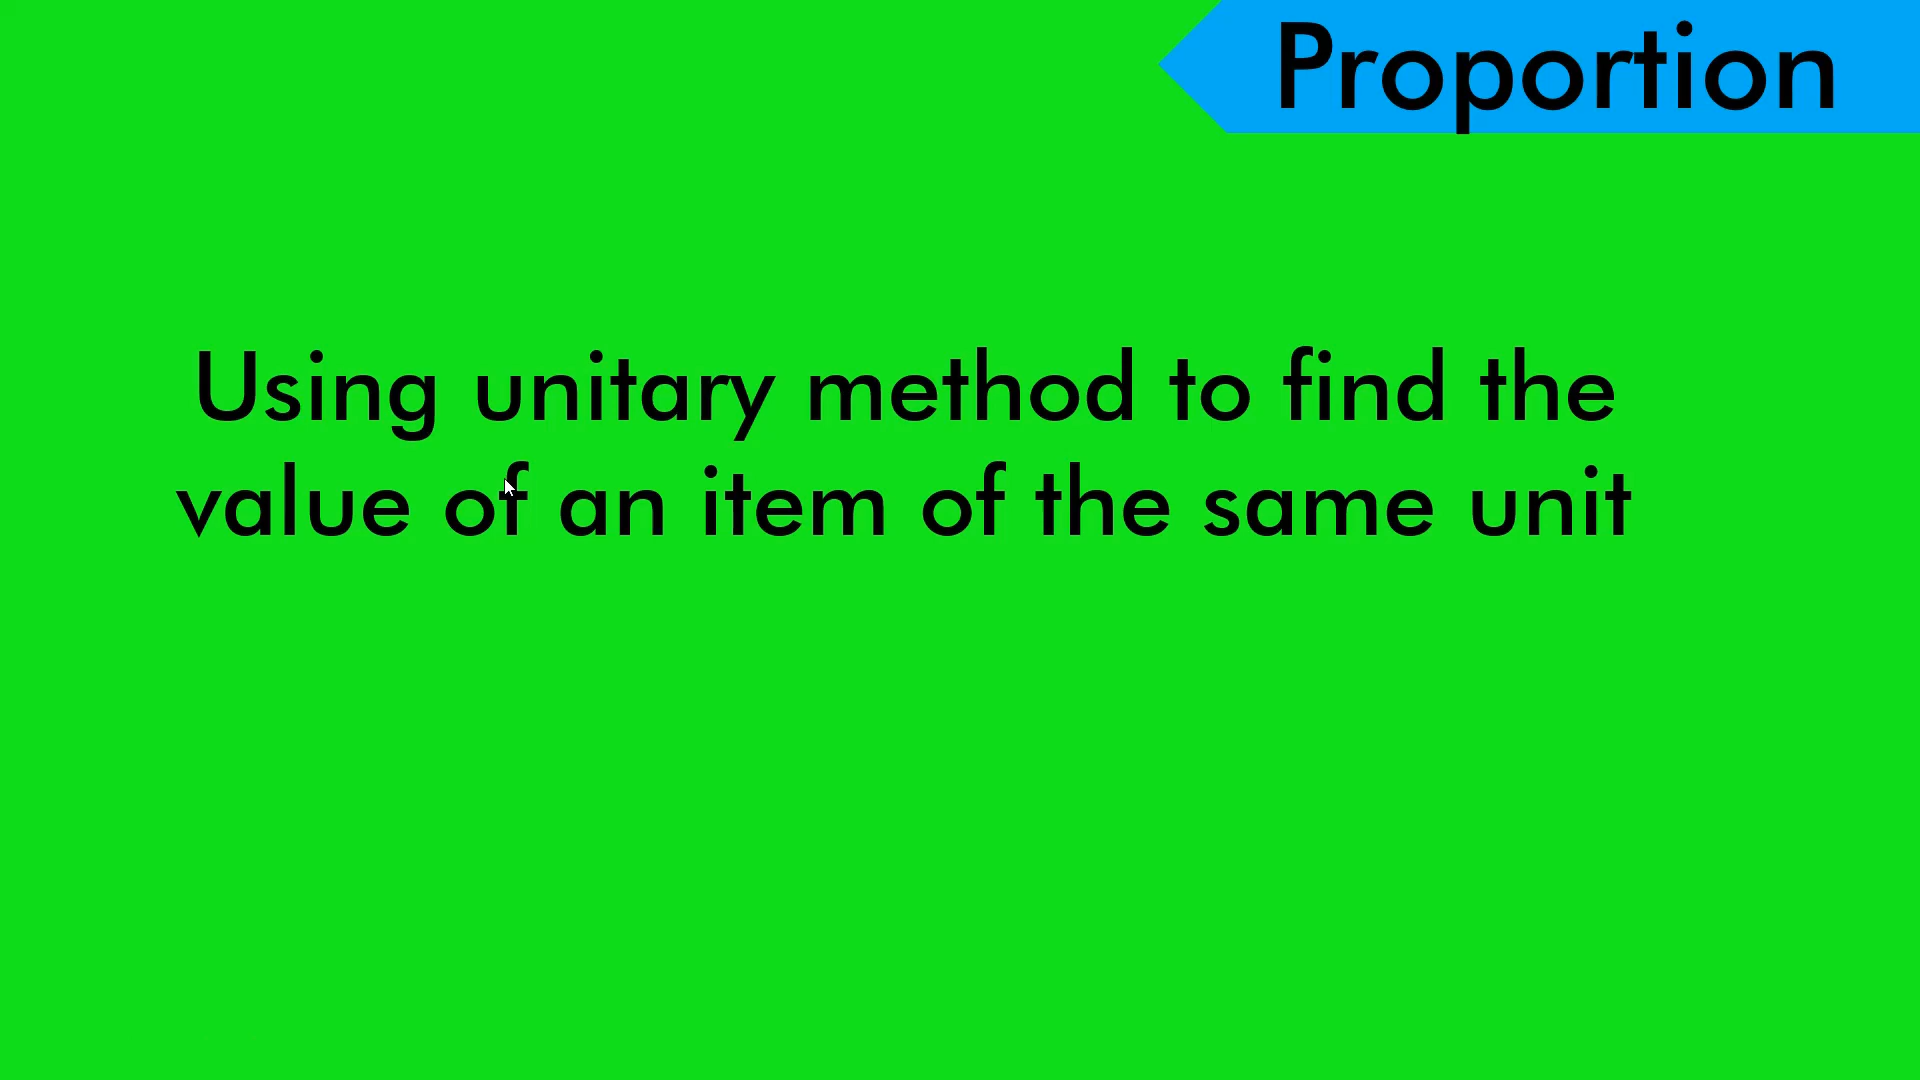 Proportion
Using unitary method to find the
value of an item of the same unit